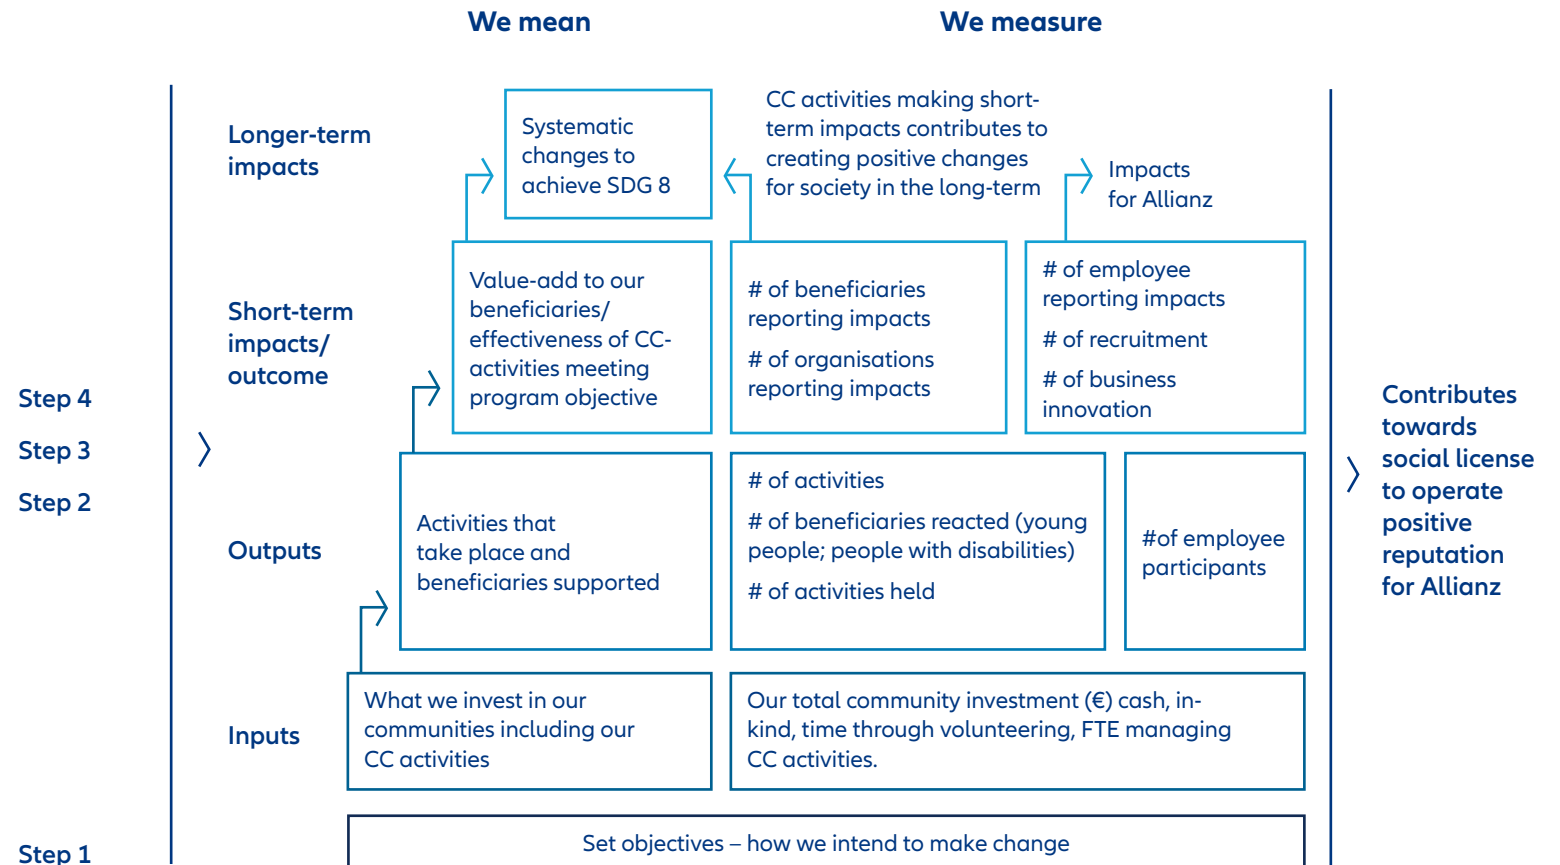 We mean
We measure
Longer-term
impacts
Systematic
changes to
achieve SDG 8
CC activities making short-
term impacts contributes to
creating positive changes
for society in the long-term
Impacts
for Allianz
Short-term
impacts/
outcome
Value-add to our
beneficiaries/
effectiveness of CC-
activities meeting
program objective
# of beneficiaries
reporting impacts
# of organisations
reporting impacts
# of employee
reporting impacts
# of recruitment
# of business
innovation
Step 4
Step 3
Step 2
Outputs
Activities that
take place and
beneficiaries supported
# of activities
# of beneficiaries reacted (young
people; people with disabilities)
# of activities held
#of employee
participants
Contributes
towards
social license
to operate
positive
reputation
for Allianz
Inputs
What we invest in our
communities including our
CC activities
Our total community investment (€) cash, in-
kind, time through volunteering, FTE managing
CC activities.
Step 1
Set objectives – how we intend to make change